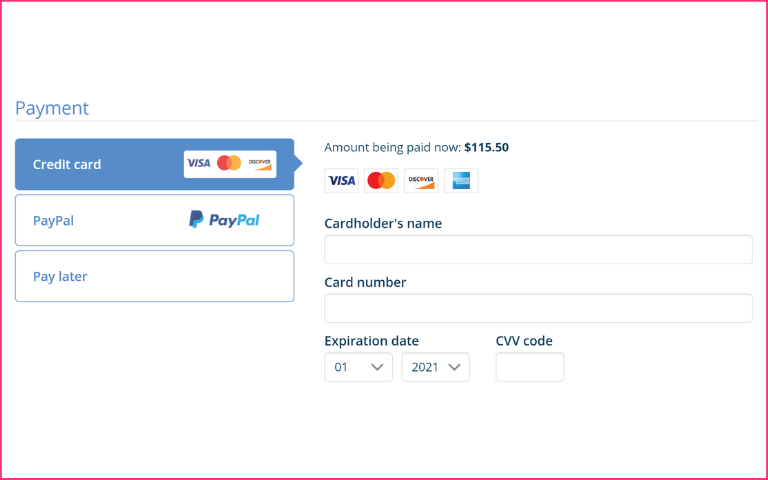 Payment
Credit card VISA DISCOVER
PayPal PayPal
Pay later
Amount being paid now: $115.50
VISA DISCOVER
Cardholder's name
Card number
Expiration date CVV code
01 2021